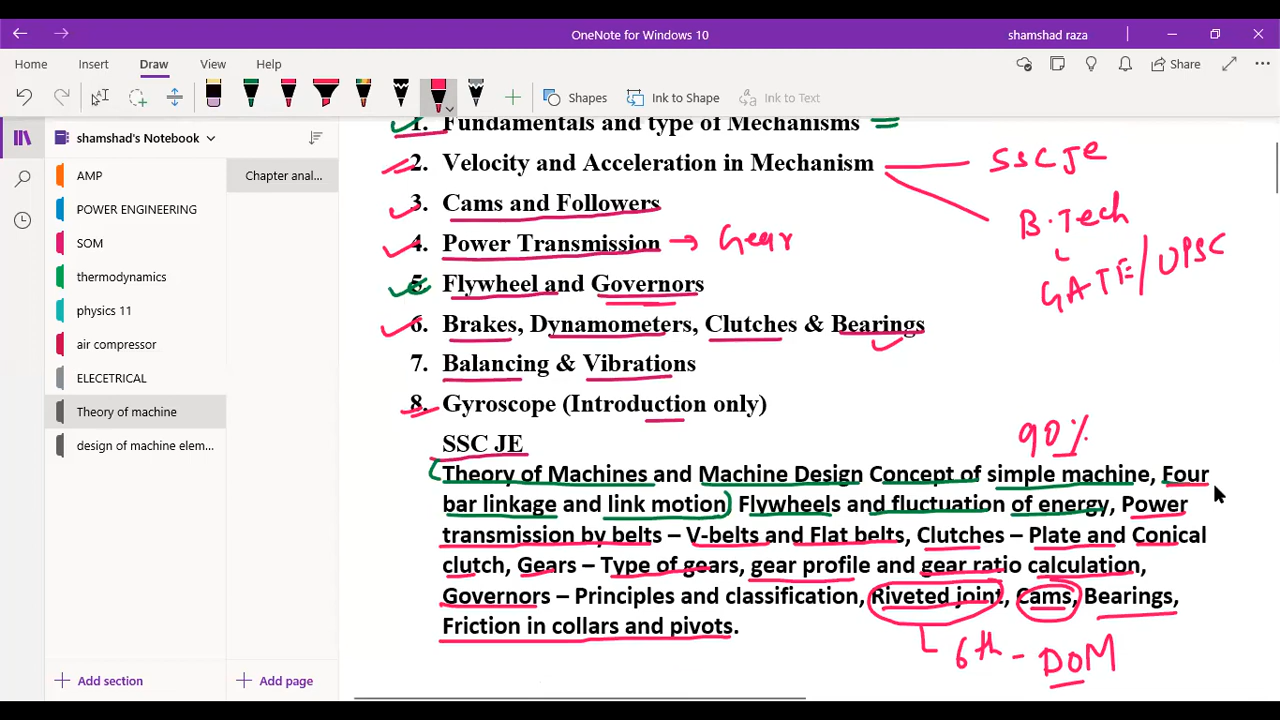 OneNote for Windows 10
shamshad raza
Home Insert Draw View Help
Share
Shapes Ink to Shape Ink to Text
shamshad's Notebook
AMP
POWER ENGINEERING
SOM
thermodynamics
physics 11
air compressor
ELECETRICAL
Theory of machine
design of machine elem...
Add section
Chapter anal...
Add page
1. Fundamentals and type of Mechanisms
2. Velocity and Acceleration in Mechanism
SSC JE
3. Cams and Followers
B.Tech
4. Power Transmission → Gear
GATE/UPSC
5. Flywheel and Governors
6. Brakes, Dynamometers, Clutches & Bearings
7. Balancing & Vibrations
8. Gyroscope (Introduction only)
90%
SSC JE
Theory of Machines and Machine Design Concept of simple machine, Four
bar linkage and link motion) Flywheels and fluctuation of energy, Power
transmission by belts – V-belts and Flat belts, Clutches – Plate and Conical
clutch, Gears – Type of gears, gear profile and gear ratio calculation,
Governors – Principles and classification, Riveted joint, Cams, Bearings,
Friction in collars and pivots.
6th - DOM